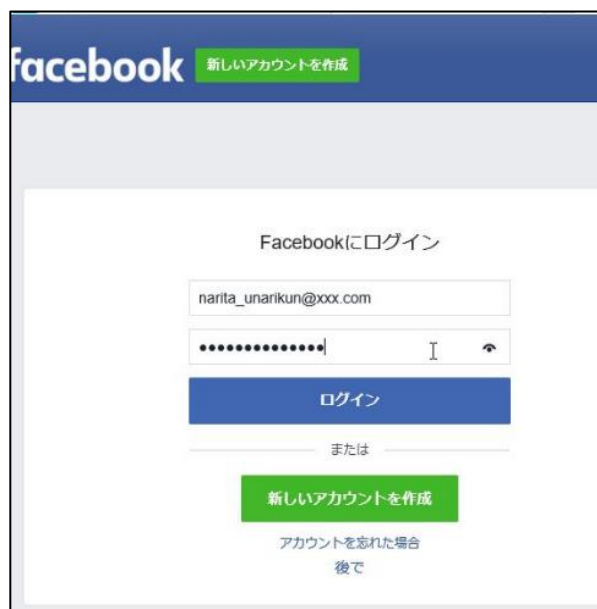 facebook 新しいアカウントを作成
Facebookにログイン
narita_unarikun@xxx.com
••••••••••••••
ログイン
または
新しいアカウントを作成
アカウントを忘れた場合
後で